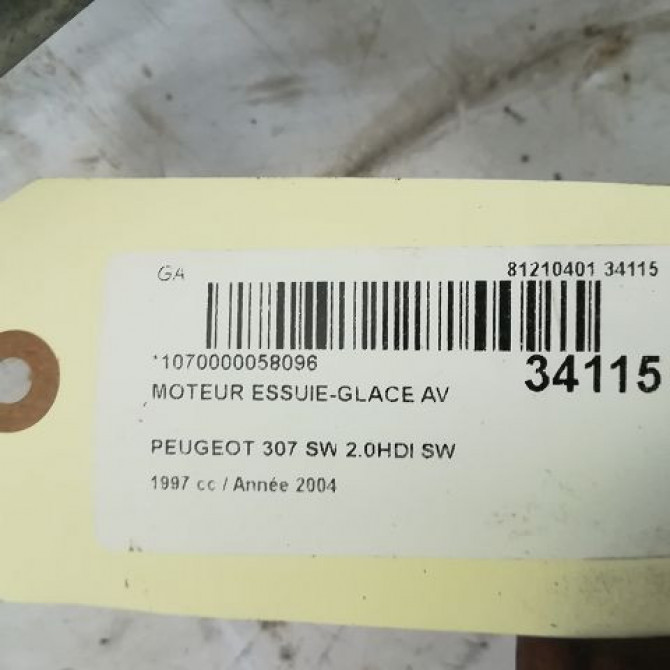 GA 81210401 34115
*1070000058096 34115
MOTEUR ESSUIE-GLACE AV
PEUGEOT 307 SW 2.0HDI SW
1997 cc / Année 2004